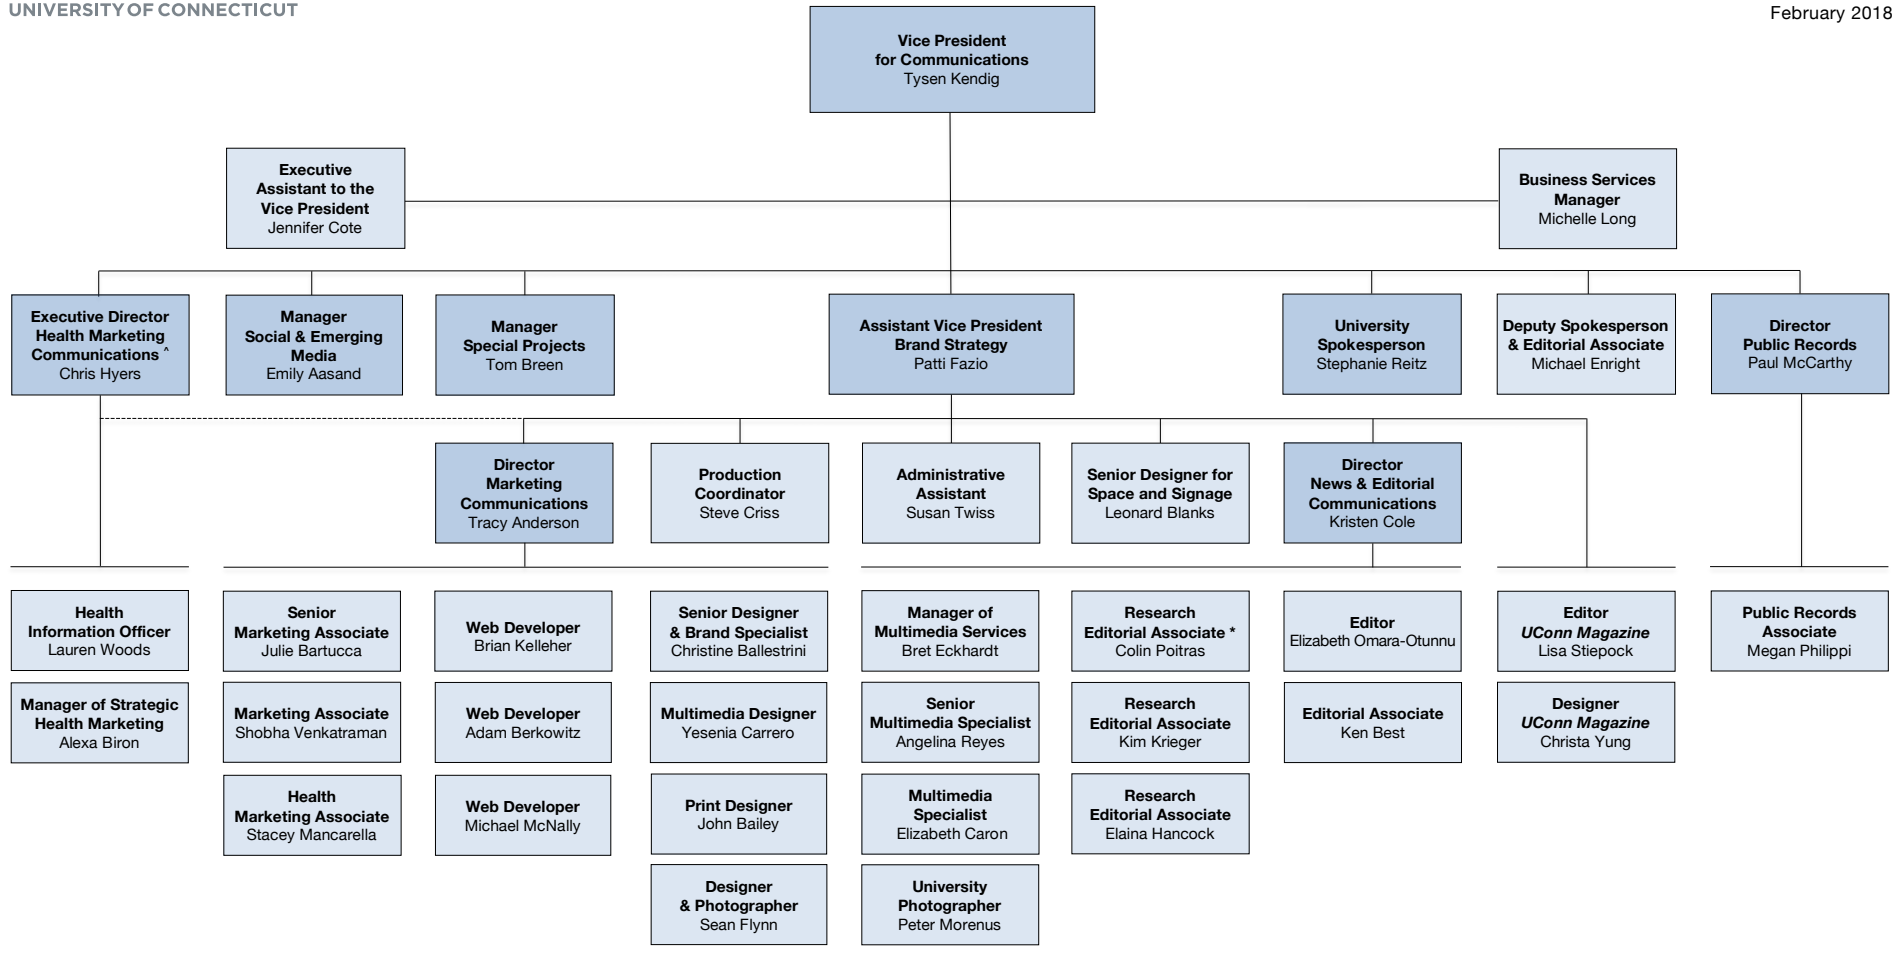 UNIVERSITY OF CONNECTICUT
February 2018
Vice President
for Communications
Tysen Kendig
Executive
Assistant to the
Vice President
Jennifer Cote
Business Services
Manager
Michelle Long
Executive Director
Health Marketing
Communications ^
Chris Hyers
Manager
Social & Emerging
Media
Emily Aasand
Manager
Special Projects
Tom Breen
Assistant Vice President
Brand Strategy
Patti Fazio
University
Spokesperson
Stephanie Reitz
Deputy Spokesperson
& Editorial Associate
Michael Enright
Director
Public Records
Paul McCarthy
Director
Marketing
Communications
Tracy Anderson
Production
Coordinator
Steve Criss
Administrative
Assistant
Susan Twiss
Senior Designer for
Space and Signage
Leonard Blanks
Director
News & Editorial
Communications
Kristen Cole
Health
Information Officer
Lauren Woods
Senior
Marketing Associate
Julie Bartucca
Web Developer
Brian Kelleher
Senior Designer
& Brand Specialist
Christine Ballestrini
Manager of
Multimedia Services
Bret Eckhardt
Research
Editorial Associate *
Colin Poitras
Editor
Elizabeth Omara-Otunnu
Editor
UConn Magazine
Lisa Stiepock
Public Records
Associate
Megan Philippi
Manager of Strategic
Health Marketing
Alexa Biron
Marketing Associate
Shobha Venkatraman
Web Developer
Adam Berkowitz
Multimedia Designer
Yesenia Carrero
Senior
Multimedia Specialist
Angelina Reyes
Research
Editorial Associate
Kim Krieger
Editorial Associate
Ken Best
Designer
UConn Magazine
Christa Yung
Health
Marketing Associate
Stacey Mancarella
Web Developer
Michael McNally
Print Designer
John Bailey
Multimedia
Specialist
Elizabeth Caron
Research
Editorial Associate
Elaina Hancock
Designer
& Photographer
Sean Flynn
University
Photographer
Peter Morenus